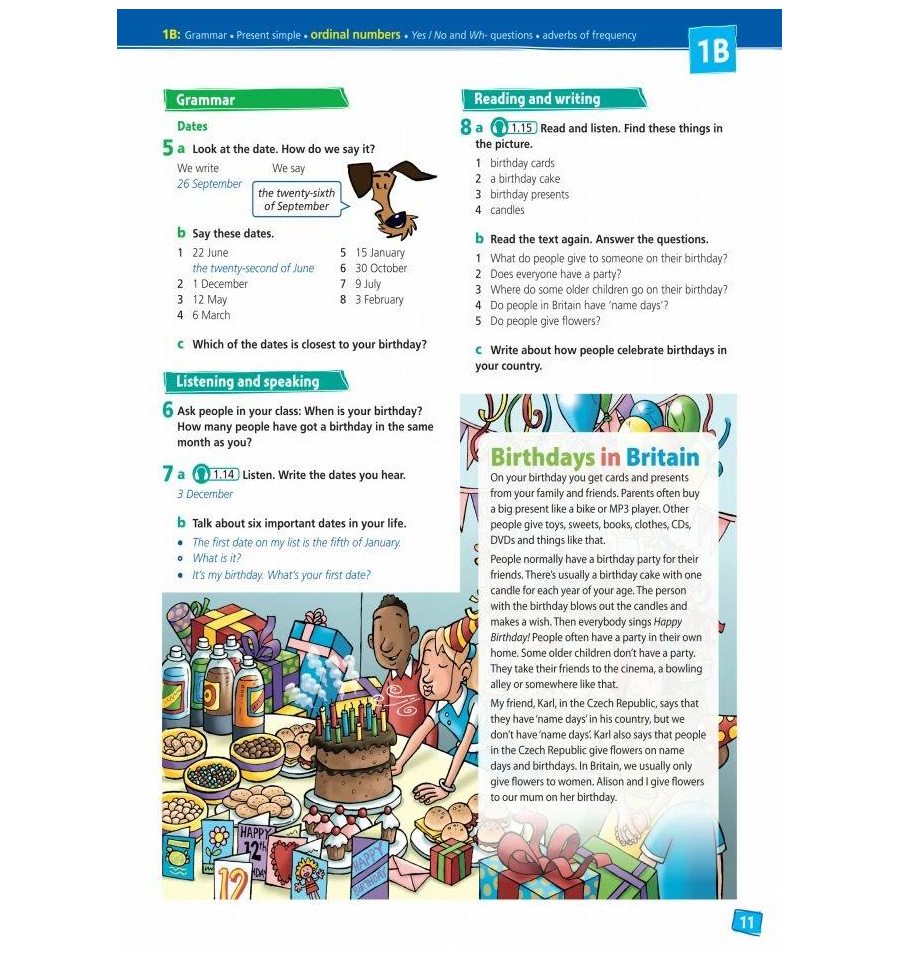 1B: Grammar • Present simple • ordinal numbers • Yes / No and Wh- questions • adverbs of frequency
1B
Grammar
Dates
5 a Look at the date. How do we say it?
We write We say
26 September
the twenty-sixth
of September
b Say these dates.
1 22 June
the twenty-second of June
2 1 December
3 12 May
4 6 March
5 15 January
6 30 October
7 9 July
8 3 February
c Which of the dates is closest to your birthday?
Listening and speaking
6 Ask people in your class: When is your birthday?
How many people have got a birthday in the same
month as you?
7 a 1.14 Listen. Write the dates you hear.
3 December
b Talk about six important dates in your life.
• The first date on my list is the fifth of January.
○ What is it?
• It's my birthday. What's your first date?
Reading and writing
8 a 1.15 Read and listen. Find these things in
the picture.
1 birthday cards
2 a birthday cake
3 birthday presents
4 candles
b Read the text again. Answer the questions.
1 What do people give to someone on their birthday?
2 Does everyone have a party?
3 Where do some older children go on their birthday?
4 Do people in Britain have 'name days'?
5 Do people give flowers?
c Write about how people celebrate birthdays in
your country.
Birthdays in Britain
On your birthday you get cards and presents
from your family and friends. Parents often buy
a big present like a bike or MP3 player. Other
people give toys, sweets, books, clothes, CDs,
DVDs and things like that.
People normally have a birthday party for their
friends. There's usually a birthday cake with one
candle for each year of your age. The person
with the birthday blows out the candles and
makes a wish. Then everybody sings Happy
Birthday! People often have a party in their own
home. Some older children don't have a party.
They take their friends to the cinema, a bowling
alley or somewhere like that.
My friend, Karl, in the Czech Republic, says that
they have 'name days' in his country, but we
don't have 'name days'. Karl also says that people
in the Czech Republic give flowers on name
days and birthdays. In Britain, we usually only
give flowers to women. Alison and I give flowers
to our mum on her birthday.
HAPPY
12th
12
HAPPY
BIRTHDAY
11